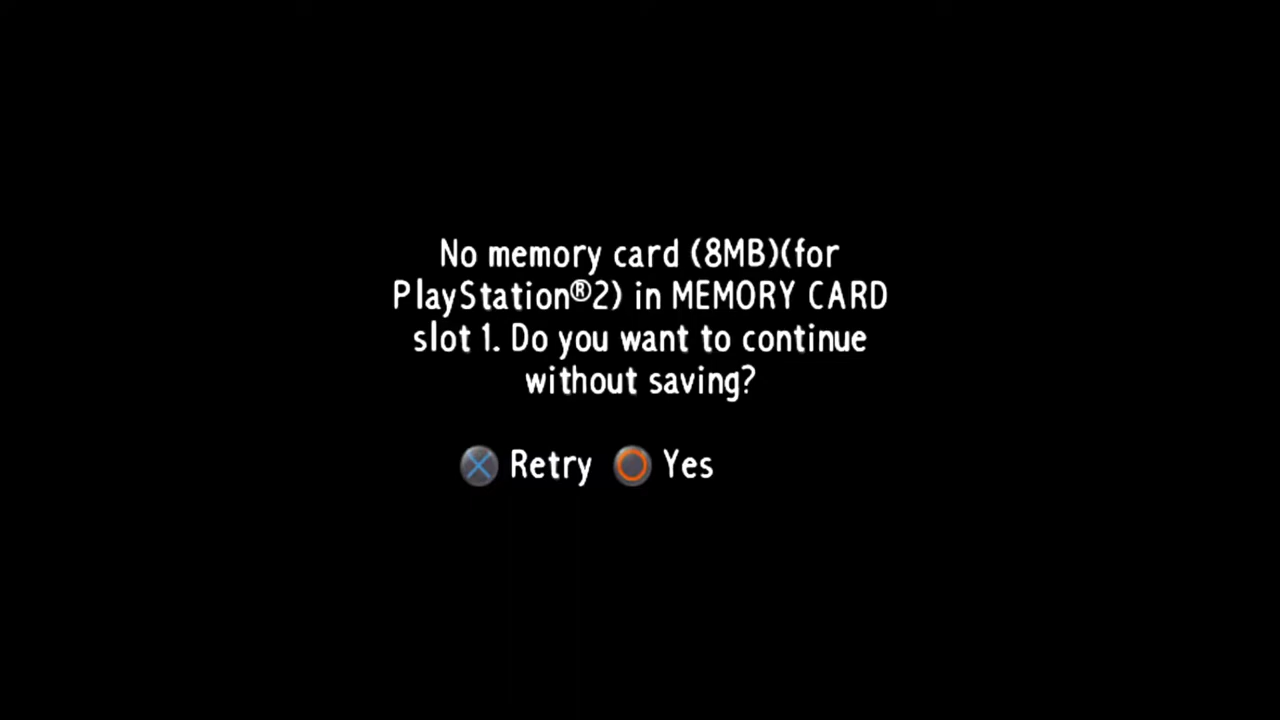 No memory card (8MB)(for
PlayStation®2) in MEMORY CARD
slot 1. Do you want to continue
without saving?
Retry Yes